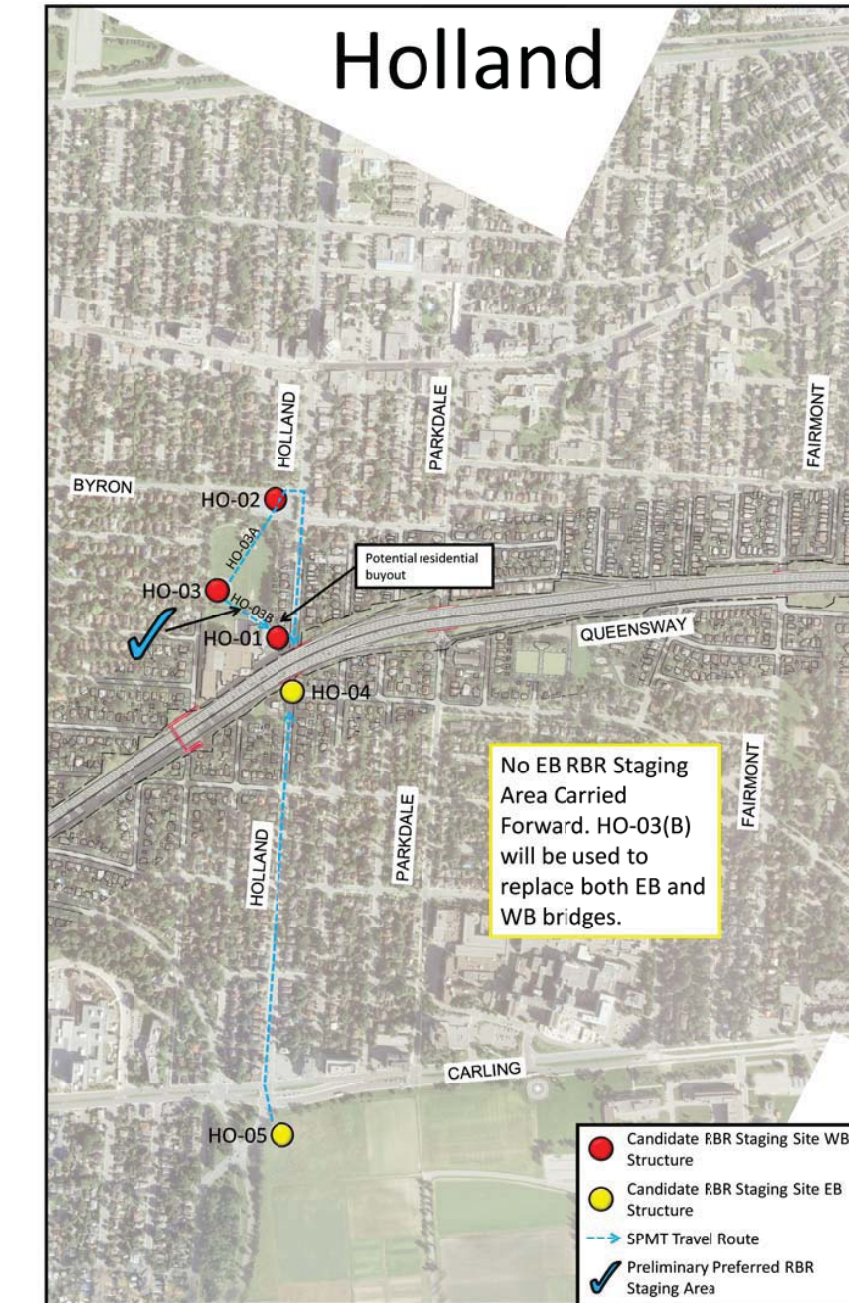 Holland
HOLLAND
PARKDALE
FAIRMONT
BYRON
HO-02
HO-03A
Potential residential
buyout
HO-03
HO-03B
HO-01
QUEENSWAY
HO-04
No EB RBR Staging
Area Carried
Forward. HO-03(B)
will be used to
replace both EB and
WB bridges.
FAIRMONT
PARKDALE
HOLLAND
CARLING
HO-05
Candidate RBR Staging Site WB
Structure
Candidate RBR Staging Site EB
Structure
SPMT Travel Route
Preliminary Preferred RBR
Staging Area